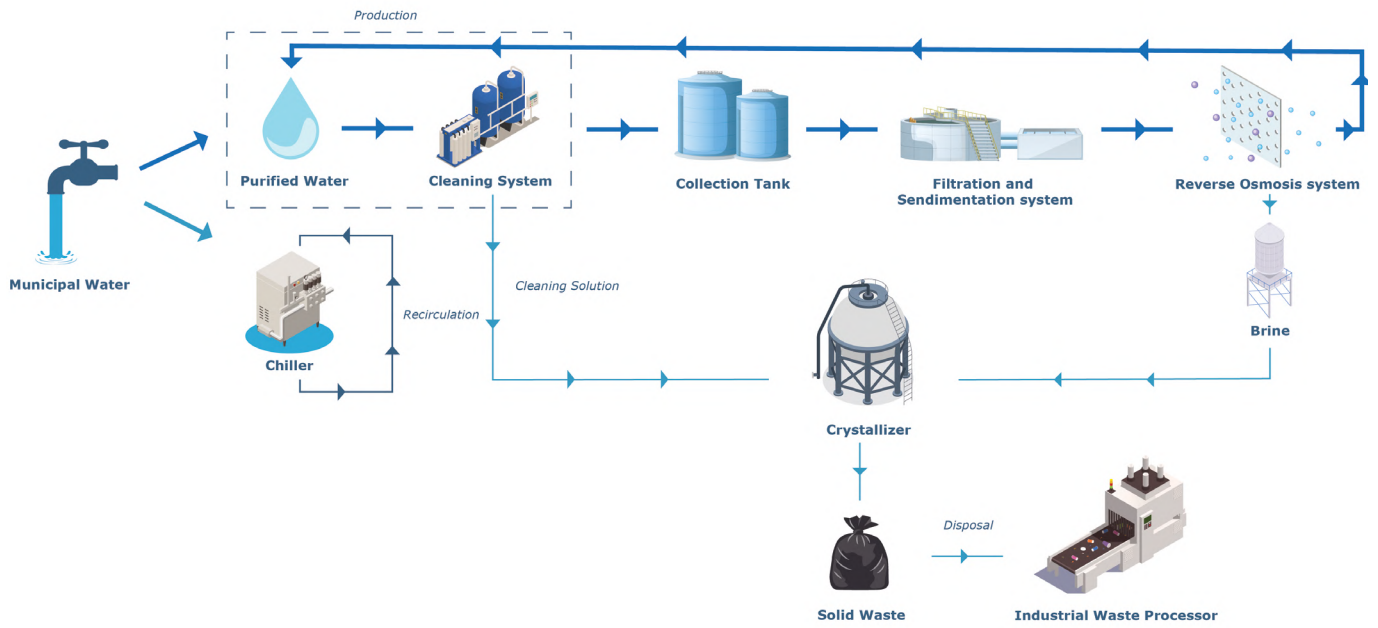 Production
Purified Water
Cleaning System
Collection Tank
Filtration and
Sendimentation system
Reverse Osmosis system
Municipal Water
Chiller
Recirculation
Cleaning Solution
Brine
Crystallizer
Solid Waste
Disposal
Industrial Waste Processor